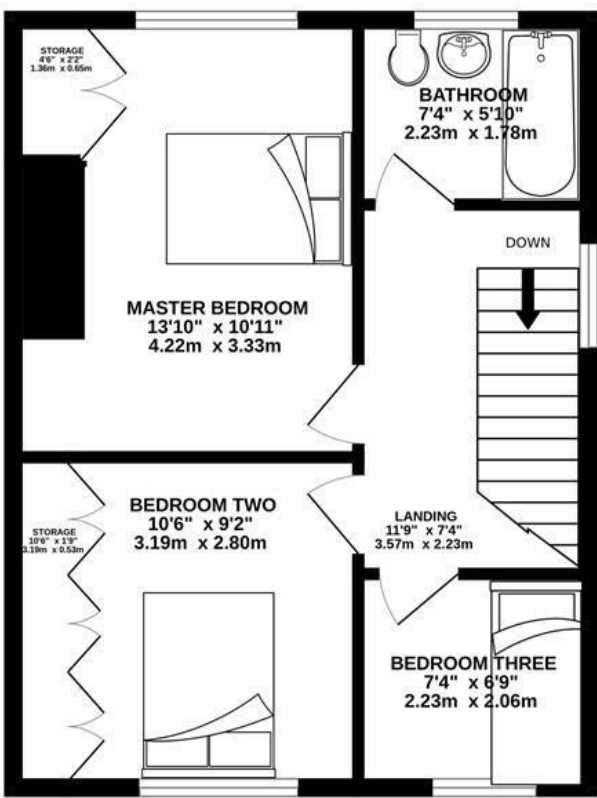 STORAGE
4'6" x 2'2"
1.36m x 0.65m
BATHROOM
7'4" x 5'10"
2.23m x 1.78m
DOWN
MASTER BEDROOM
13'10" x 10'11"
4.22m x 3.33m
BEDROOM TWO
10'6" x 9'2"
3.19m x 2.80m
STORAGE
10'6" x 1'9"
3.19m x 0.53m
LANDING
11'9" x 7'4"
3.57m x 2.23m
BEDROOM THREE
7'4" x 6'9"
2.23m x 2.06m